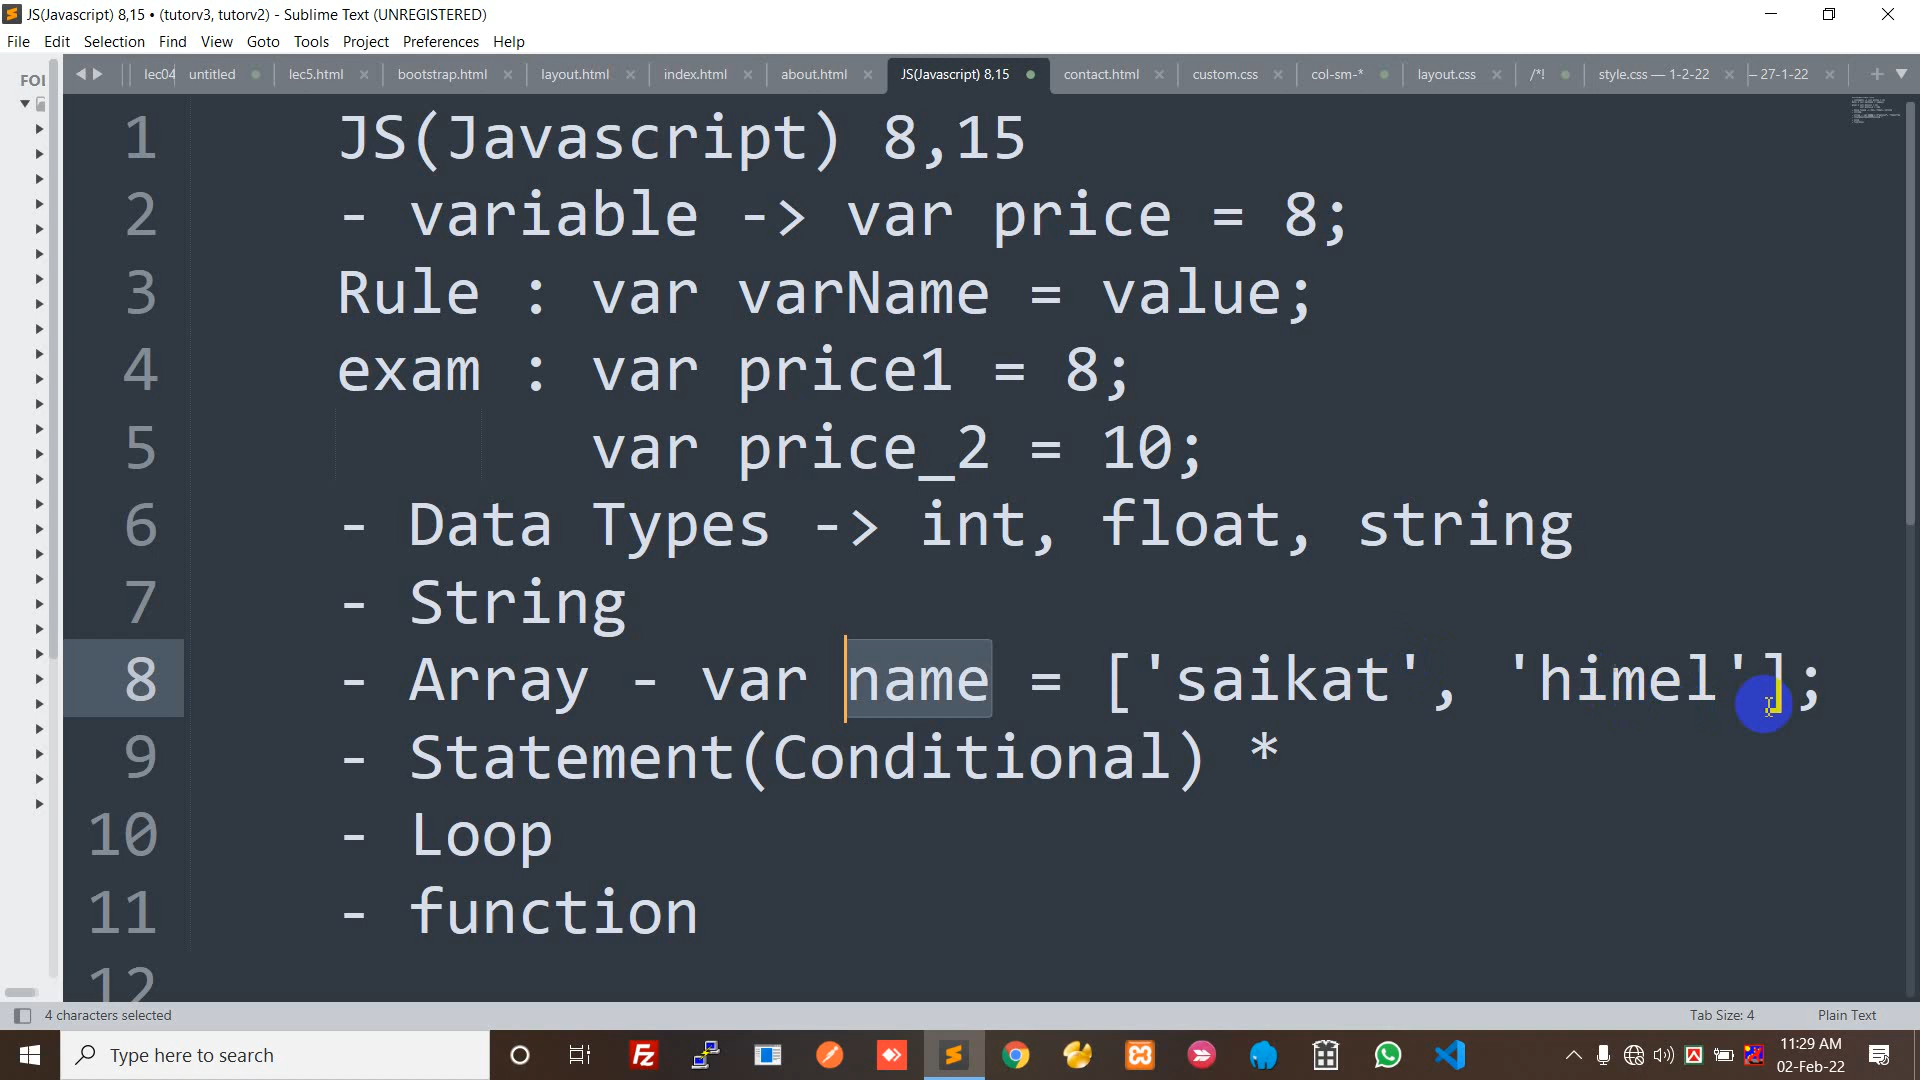 JS(Javascript) 8,15 • (tutorv3, tutorv2) - Sublime Text (UNREGISTERED)
File Edit Selection Find View Goto Tools Project Preferences Help
FOI
lec04 untitled lec5.html bootstrap.html layout.html index.html about.html JS(Javascript) 8,15 contact.html custom.css col-sm-* layout.css /*! style.css — 1-2-22 – 27-1-22
1 JS(Javascript) 8,15
2 - variable -> var price = 8;
3 Rule : var varName = value;
4 exam : var price1 = 8;
5 var price_2 = 10;
6 - Data Types -> int, float, string
7 - String
8 - Array - var name = ['saikat', 'himel'];
9 - Statement(Conditional) *
10 - Loop
11 - function
12
4 characters selected Tab Size: 4 Plain Text
Type here to search
11:29 AM
02-Feb-22